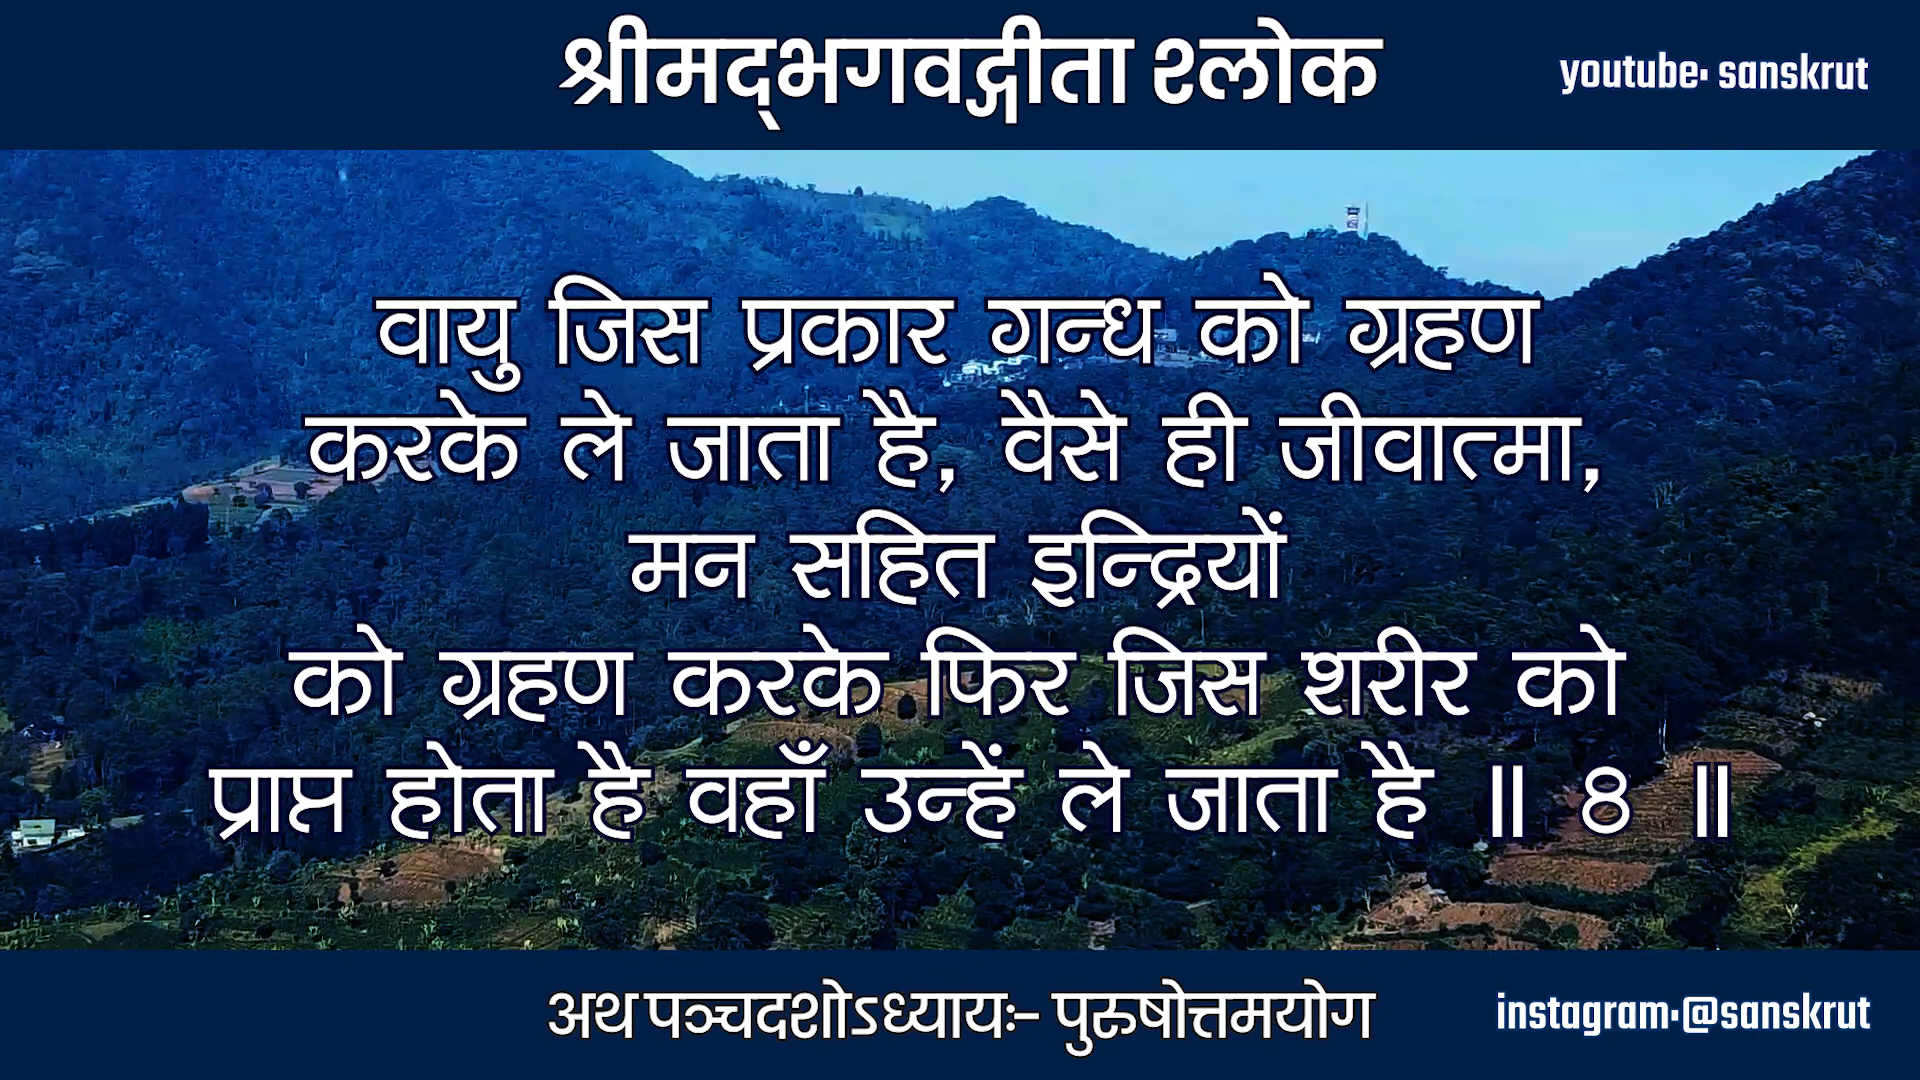 श्रीमद्‌भगवद्गीता श्लोक
youtube: sanskrut
वायु जिस प्रकार गन्ध को ग्रहण
करके ले जाता है, वैसे ही जीवात्मा,
मन सहित इन्द्रियों
को ग्रहण करके फिर जिस शरीर को
प्राप्त होता है वहाँ उन्हें ले जाता है ॥ ८ ॥
अथ पञ्चदशोऽध्यायः- पुरुषोत्तमयोग
instagram:@sanskrut